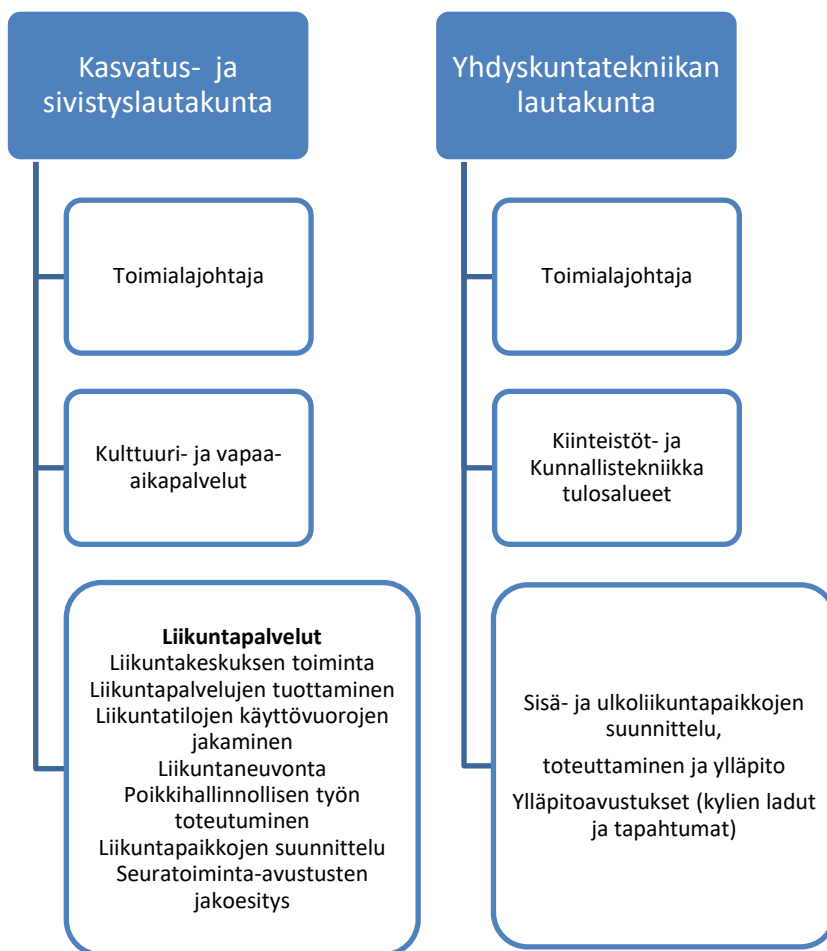 Kasvatus- ja
sivistyslautakunta
Toimialajohtaja
Kulttuuri- ja vapaa-
aikapalvelut
Liikuntapalvelut
Liikuntakeskuksen toiminta
Liikuntapalvelujen tuottaminen
Liikuntatilojen käyttövuorojen
jakaminen
Liikuntaneuvonta
Poikkihallinnollisen työn
toteutuminen
Liikuntapaikkojen suunnittelu
Seuratoiminta-avustusten
jakoesitys
Yhdyskuntatekniikan
lautakunta
Toimialajohtaja
Kiinteistöt- ja
Kunnallistekniikka
tulosalueet
Sisä- ja ulkoliikuntapaikkojen
suunnittelu,
toteuttaminen ja ylläpito
Ylläpitoavustukset (kylien ladut
ja tapahtumat)